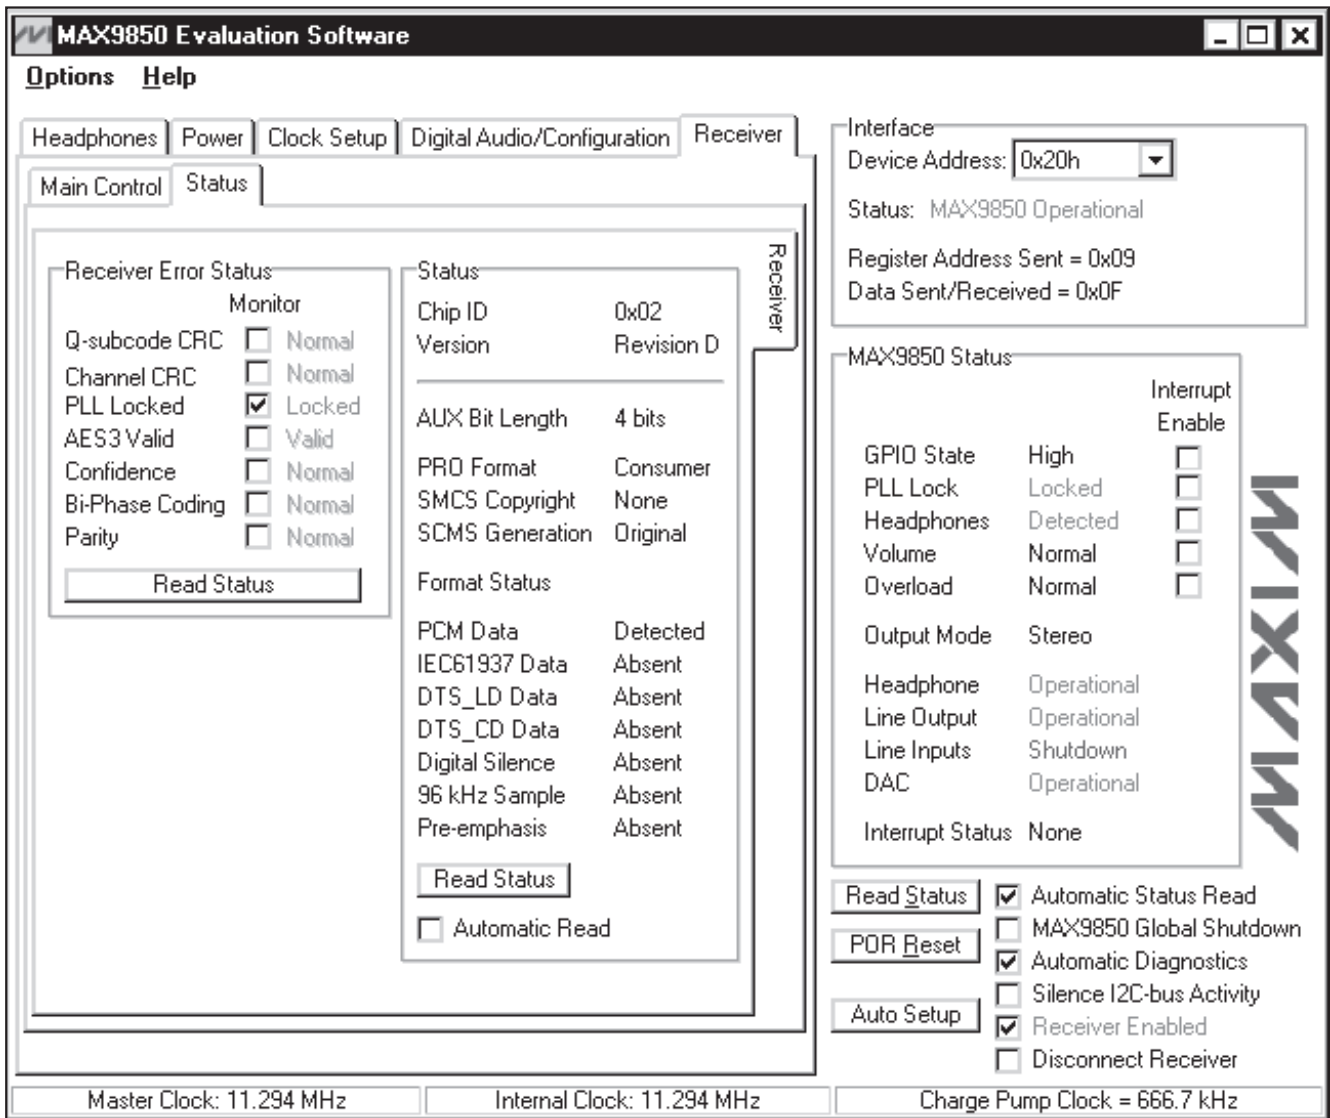 MAX9850 Evaluation Software
Options Help
Headphones Power Clock Setup Digital Audio/Configuration Receiver
Main Control Status
Receiver
Receiver Error Status
Monitor
Q-subcode CRC Normal
Channel CRC Normal
PLL Locked Locked
AES3 Valid Valid
Confidence Normal
Bi-Phase Coding Normal
Parity Normal
Read Status
Status
Chip ID 0x02
Version Revision D
AUX Bit Length 4 bits
PRO Format Consumer
SMCS Copyright None
SCMS Generation Original
Format Status
PCM Data Detected
IEC61937 Data Absent
DTS_LD Data Absent
DTS_CD Data Absent
Digital Silence Absent
96 kHz Sample Absent
Pre-emphasis Absent
Read Status
Automatic Read
Interface
Device Address: 0x20h
Status: MAX9850 Operational
Register Address Sent = 0x09
Data Sent/Received = 0x0F
MAX9850 Status
Interrupt
Enable
GPIO State High
PLL Lock Locked
Headphones Detected
Volume Normal
Overload Normal
Output Mode Stereo
Headphone Operational
Line Output Operational
Line Inputs Shutdown
DAC Operational
Interrupt Status None
MAXIM
Read Status
POR Reset
Auto Setup
Automatic Status Read
MAX9850 Global Shutdown
Automatic Diagnostics
Silence I2C-bus Activity
Receiver Enabled
Disconnect Receiver
Master Clock: 11.294 MHz Internal Clock: 11.294 MHz Charge Pump Clock = 666.7 kHz